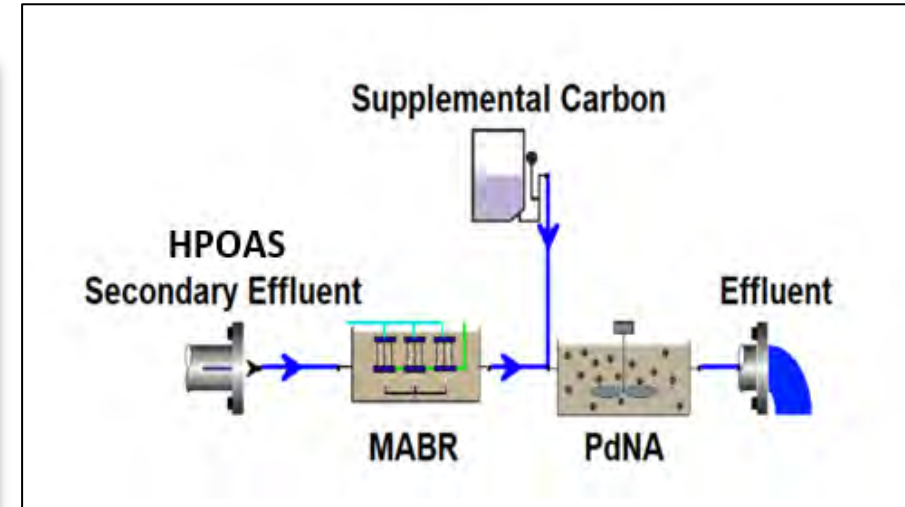 Supplemental Carbon
HPOAS
Secondary Effluent
Effluent
MABR
PdNA